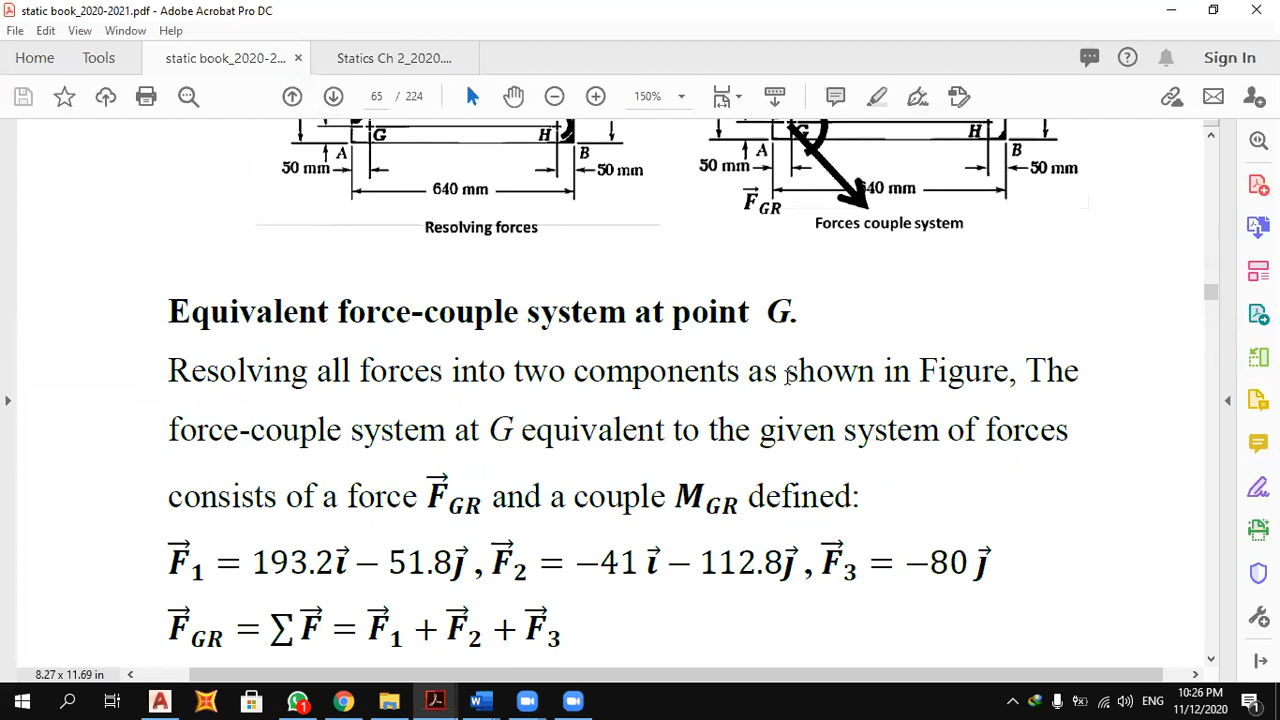 static book_2020-2021.pdf - Adobe Acrobat Pro DC
File Edit View Window Help
Home Tools static book_2020-2... × Statics Ch 2_2020.... Sign In
65 / 224 150%
G H
A B
50 mm 50 mm
640 mm
Resolving forces
G H
A B
50 mm 50 mm
640 mm
F⃗_GR
Forces couple system
Equivalent force-couple system at point G.
Resolving all forces into two components as shown in Figure, The
force-couple system at G equivalent to the given system of forces
consists of a force F⃗_GR and a couple M_GR defined:
F⃗₁ = 193.2i⃗ − 51.8j⃗ , F⃗₂ = −41 i⃗ − 112.8j⃗ , F⃗₃ = −80 j⃗
F⃗_GR = ∑ F⃗ = F⃗₁ + F⃗₂ + F⃗₃
8.27 x 11.69 in
ENG
10:26 PM
11/12/2020